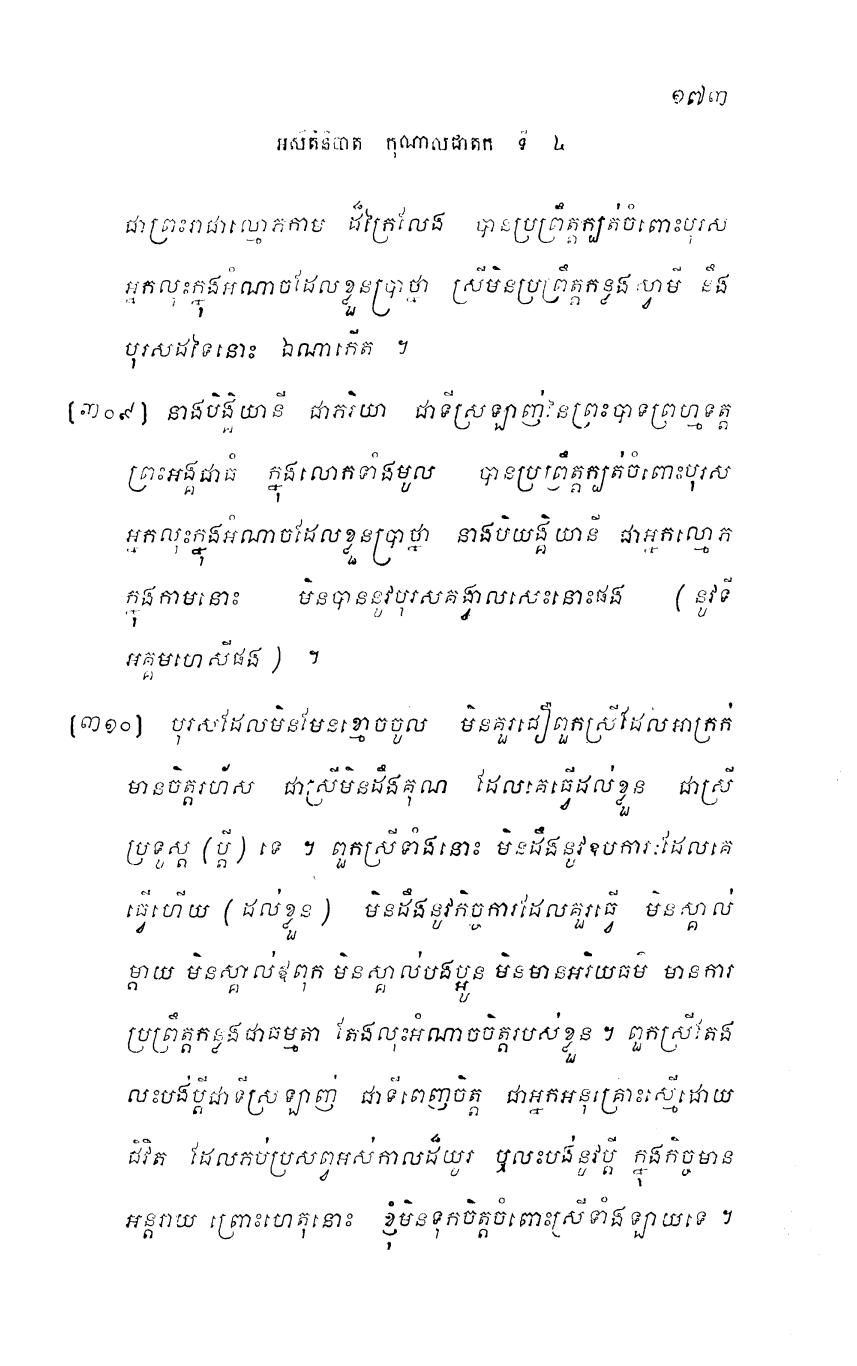 ១៧៣
អសីតិនិបាត កុណាលជាតក ទី ៤
ជាព្រះរាជាល្មោភកាម ដ៏ក្រៃលែង បានប្រព្រឹត្តក្បត់ចំពោះបុរស
អ្នកលុះក្នុងអំណាចដែលខ្លួនប្រាថ្នា ស្រីមិនប្រព្រឹត្តកន្លងស្វាមី នឹង
បុរសដទៃនោះ ឯណាកើត ។
[៣០៩] នាងបិង្គិយានី ជាភរិយា ជាទីស្រឡាញ់នៃព្រះបាទព្រហ្មទត្ត
ព្រះអង្គជាធំ ក្នុងលោកទាំងមូល បានប្រព្រឹត្តក្បត់ចំពោះបុរស
អ្នកលុះក្នុងអំណាចដែលខ្លួនប្រាថ្នា នាងបិយង្គិយានី ជាអ្នកល្មោភ
ក្នុងកាមនោះ មិនបាននូវបុរសគង្វាលសេះនោះផង (នូវទី
អគ្គមហេសីផង) ។
[៣១០] បុរសដែលមិនមែនខ្មោចចូល មិនគួរជឿពួកស្រីដែលអាក្រក់
មានចិត្តរហ័ស ជាស្រីមិនដឹងគុណ ដែលគេធ្វើដល់ខ្លួន ជាស្រី
ប្រទូស្ត (ប្តី) ទេ ។ ពួកស្រីទាំងនោះ មិនដឹងនូវឧបការៈដែលគេ
ធ្វើហើយ (ដល់ខ្លួន) មិនដឹងនូវកិច្ចការដែលគួរធ្វើ មិនស្គាល់
ម្តាយ មិនស្គាល់ឪពុក មិនស្គាល់បងប្អូន មិនមានអរិយធម៌ មានការ
ប្រព្រឹត្តកន្លងជាធម្មតា តែងលុះអំណាចចិត្តរបស់ខ្លួន ។ ពួកស្រីតែង
លះបង់ប្តីជាទីស្រឡាញ់ ជាទីពេញចិត្ត ជាអ្នកអនុគ្រោះស្មើដោយ
ជីវិត ដែលភប់ប្រសព្វអស់កាលដ៏យូរ ឬលះបង់នូវប្តី ក្នុងកិច្ចមាន
អន្តរាយ ព្រោះហេតុនោះ ខ្ញុំមិនទុកចិត្តចំពោះស្រីទាំងឡាយទេ ។